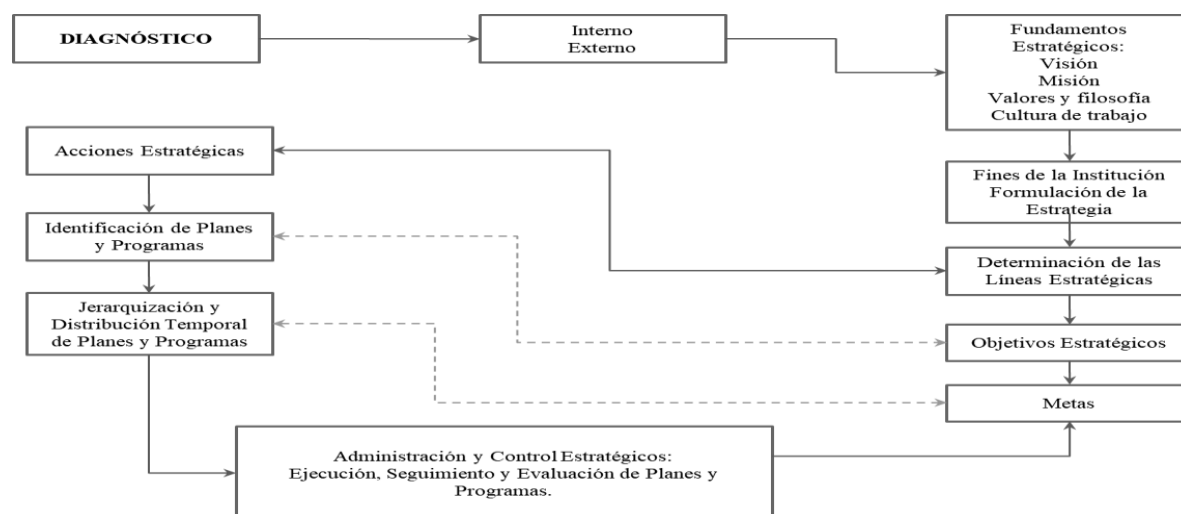 DIAGNÓSTICO
Interno
Externo
Fundamentos
Estratégicos:
Visión
Misión
Valores y filosofía
Cultura de trabajo
Acciones Estratégicas
Fines de la Institución
Formulación de la
Estrategia
Identificación de Planes
y Programas
Determinación de las
Líneas Estratégicas
Jerarquización y
Distribución Temporal
de Planes y Programas
Objetivos Estratégicos
Metas
Administración y Control Estratégicos:
Ejecución, Seguimiento y Evaluación de Planes y
Programas.